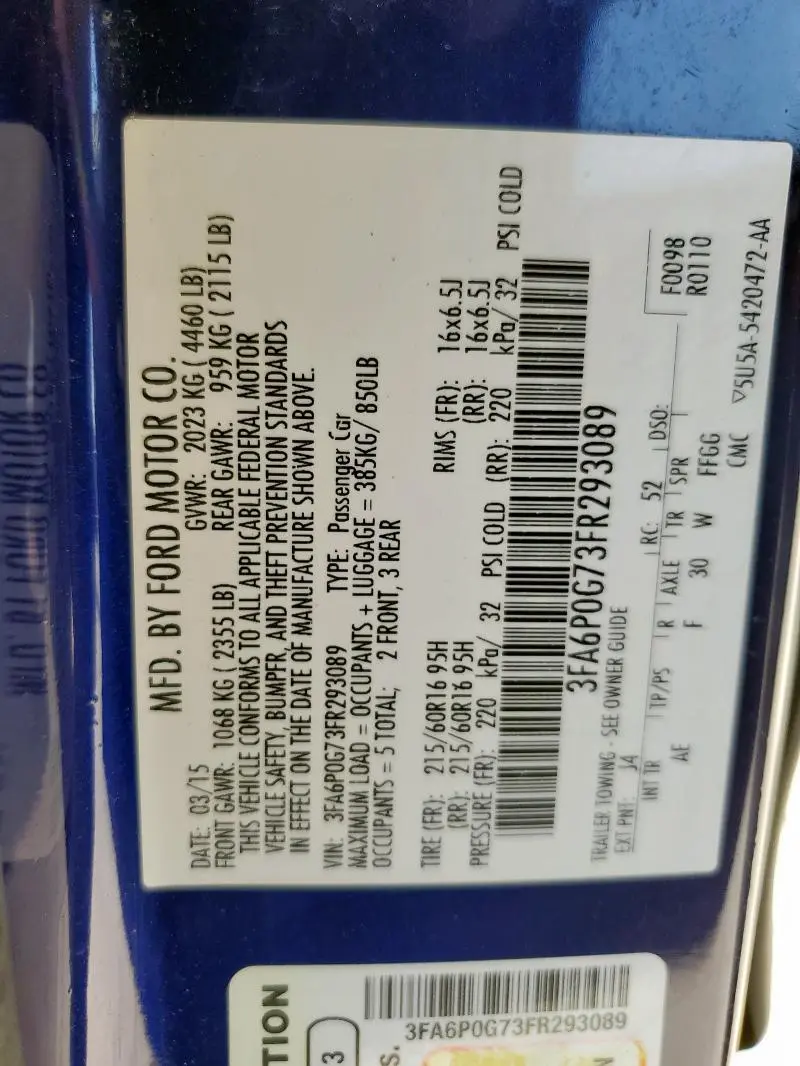 MFD. BY FORD MOTOR CO.
DATE: 03/15 GVWR: 2023 KG ( 4460 LB)
FRONT GAWR: 1068 KG ( 2355 LB) REAR GAWR: 959 KG ( 2115 LB)
THIS VEHICLE CONFORMS TO ALL APPLICABLE FEDERAL MOTOR
VEHICLE SAFETY, BUMPER, AND THEFT PREVENTION STANDARDS
IN EFFECT ON THE DATE OF MANUFACTURE SHOWN ABOVE.
VIN: 3FA6P0G73FR293089 TYPE: Passenger Car
MAXIMUM LOAD = OCCUPANTS + LUGGAGE = 385KG/ 850LB
OCCUPANTS = 5 TOTAL; 2 FRONT, 3 REAR
TIRE (FR): 215/60R16 95H RIMS (FR): 16x6.5J
(RR): 215/60R16 95H (RR): 16x6.5J
PRESSURE (FR): 220 kPa/ 32 PSI COLD (RR): 220 kPa/ 32 PSI COLD
3FA6P0G73FR293089
TRAILER TOWING - SEE OWNER GUIDE F0098
EXT PNT: J4 RC: 52 DSO: R0110
INT TR TP/PS R AXLE TR SPR
AE F 30 W FFGG
CMC ▽5U5A-5420472-AA
TION
3
S. 3FA6P0G73FR293089